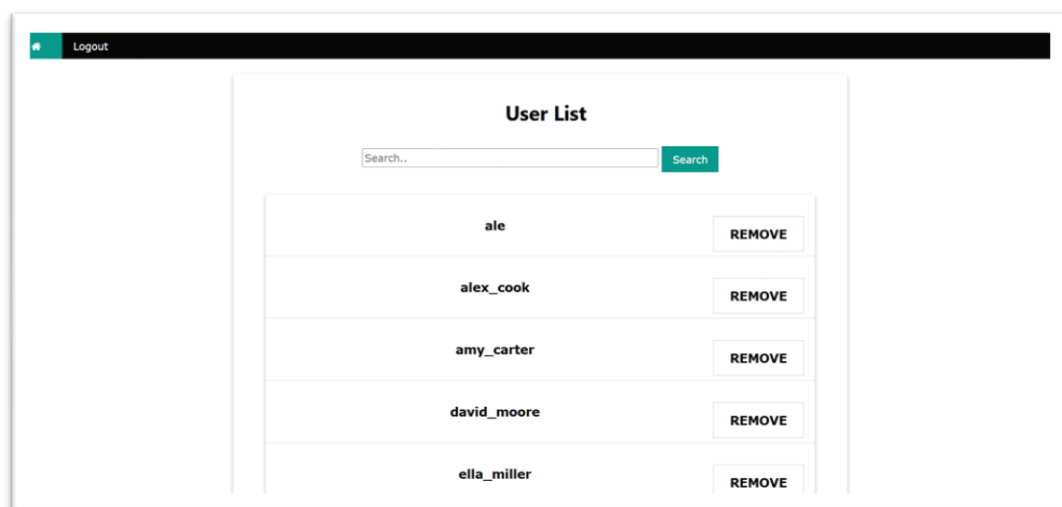 Logout
User List
Search.. Search
ale REMOVE
alex_cook REMOVE
amy_carter REMOVE
david_moore REMOVE
ella_miller REMOVE